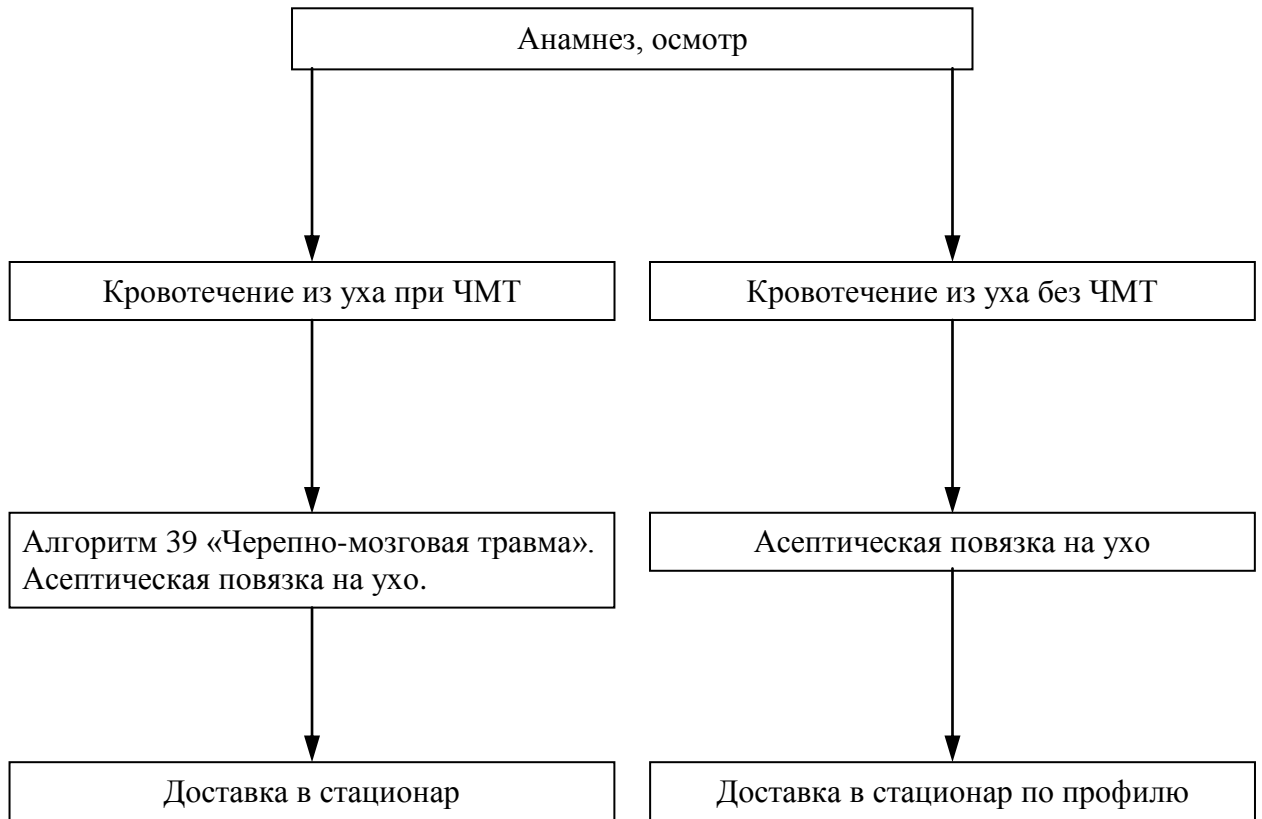 Анамнез, осмотр
Кровотечение из уха при ЧМТ
Кровотечение из уха без ЧМТ
Алгоритм 39 «Черепно-мозговая травма».
Асептическая повязка на ухо.
Асептическая повязка на ухо
Доставка в стационар
Доставка в стационар по профилю